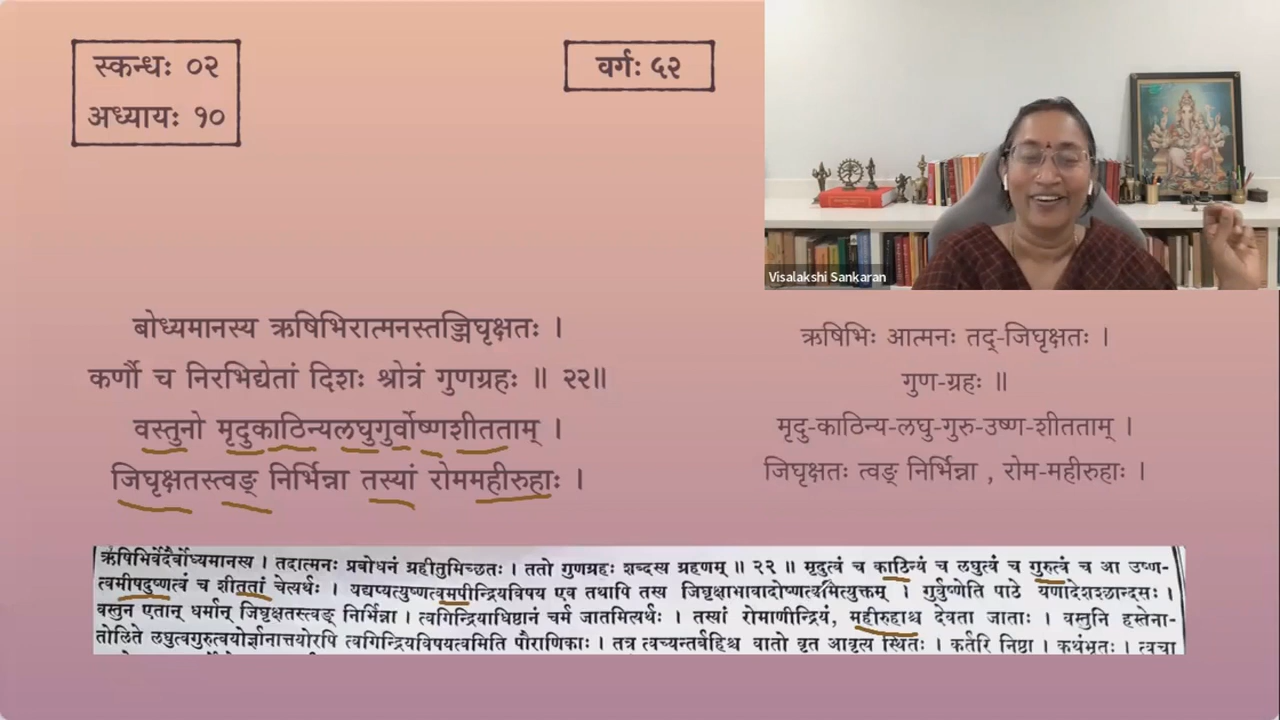 स्कन्धः ०२
अध्यायः १०
वर्गः ५२
Visalakshi Sankaran
बोध्यमानस्य ऋषिभिरात्मनस्तज्जिघृक्षतः ।
कर्णौ च निरभिद्येतां दिशः श्रोत्रं गुणग्रहः ॥ २२॥
वस्तुनो मृदुकाठिन्यलघुगुर्वोष्णशीतताम् ।
जिघृक्षतस्त्वङ् निर्भिन्ना तस्यां रोममहीरुहाः ।
ऋषिभिः आत्मनः तद्-जिघृक्षतः ।
गुण-ग्रहः ॥
मृदु-काठिन्य-लघु-गुरु-उष्ण-शीतताम् ।
जिघृक्षतः त्वङ् निर्भिन्ना , रोम-महीरुहाः ।
ऋषिभिर्वेदैर्बोध्यमानस्य । तदात्मनः प्रबोधनं ग्रहीतुमिच्छतः । ततो गुणग्रहः शब्दस्य ग्रहणम् ॥ २२ ॥ मृदुत्वं च काठिन्यं च लघुत्वं च गुरुत्वं च आ उष्ण-
त्वमीषदुष्णत्वं च शीततां चेत्यर्थः । यद्यप्यत्युष्णत्वमपीन्द्रियविषय एव तथापि तस्य जिघृक्षाभावादोष्णत्वमित्युक्तम् । गुर्वुष्णेति पाठे यणादेशश्छान्दसः ।
वस्तुन एतान् धर्मान् जिघृक्षतस्त्वङ् निर्भिन्ना । त्वगिन्द्रियाधिष्ठानं चर्म जातमित्यर्थः । तस्यां रोमाणीन्द्रियं, महीरुहाश्च देवता जाताः । वस्तुनि हस्तेना-
तोलिते लघुत्वगुरुत्वयोर्ज्ञानात्तयोरपि त्वगिन्द्रियविषयत्वमिति पौराणिकाः । तत्र त्वच्यन्तर्बहिश्च वातो वृत आवृत्य स्थितः । कर्तरि निष्ठा । कथंभूतः । त्वचा